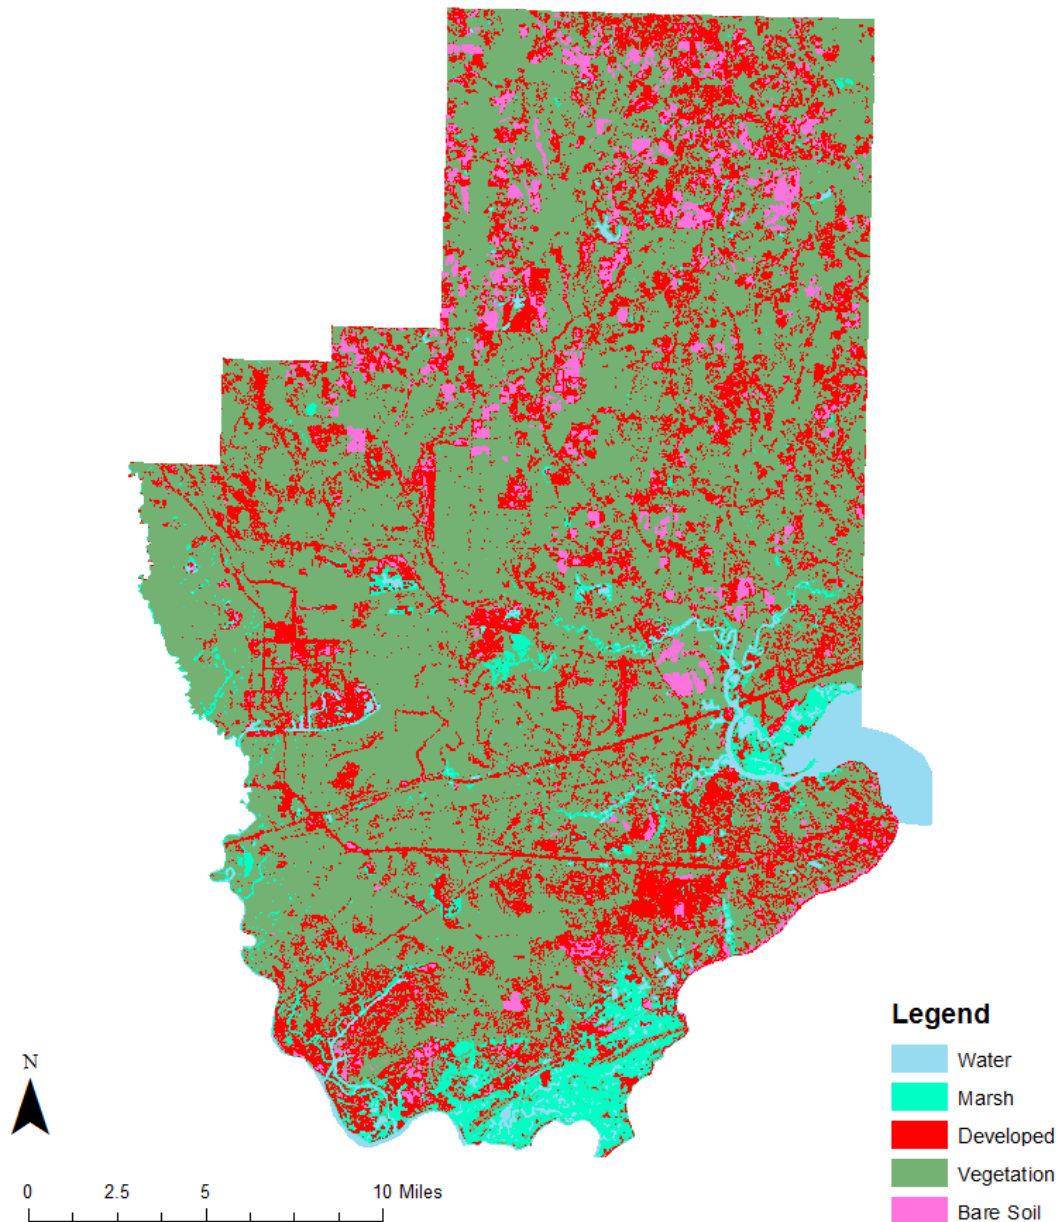 Legend
Water
Marsh
Developed
Vegetation
Bare Soil
N
0 2.5 5 10 Miles